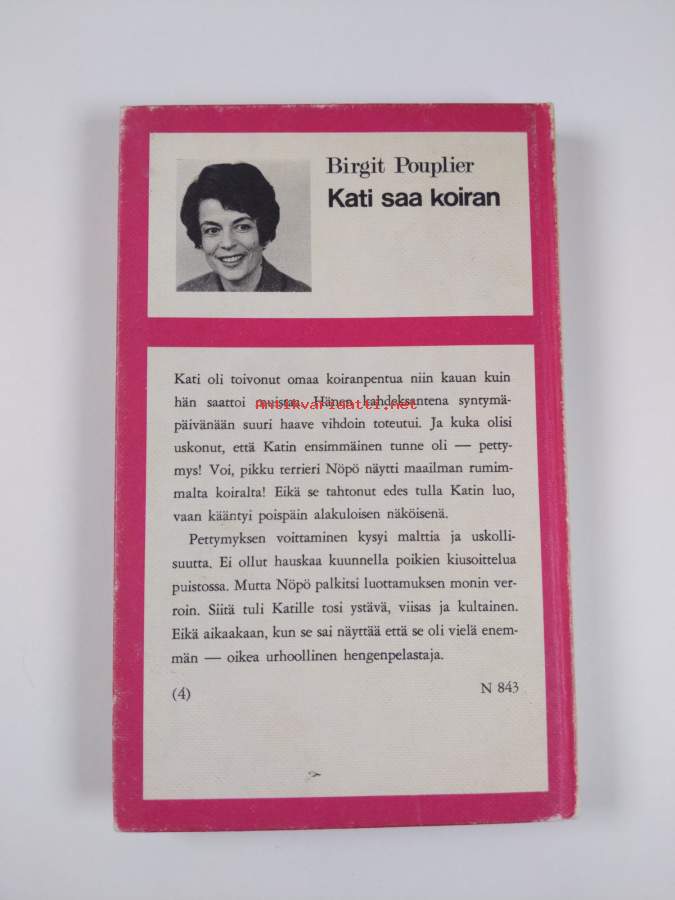 Birgit Pouplier
Kati saa koiran
Kati oli toivonut omaa koiranpentua niin kauan kuin
hän saattoi muistaa. Hänen kahdeksantena syntymä-
Antikvariaatti.net
päivänään suuri haave vihdoin toteutui. Ja kuka olisi
uskonut, että Katin ensimmäinen tunne oli — petty-
mys! Voi, pikku terrieri Nöpö näytti maailman rumim-
malta koiralta! Eikä se tahtonut edes tulla Katin luo,
vaan kääntyi poispäin alakuloisen näköisenä.
Pettymyksen voittaminen kysyi malttia ja uskolli-
suutta. Ei ollut hauskaa kuunnella poikien kiusoittelua
puistossa. Mutta Nöpö palkitsi luottamuksen monin ver-
roin. Siitä tuli Katille tosi ystävä, viisas ja kultainen.
Eikä aikaakaan, kun se sai näyttää että se oli vielä enem-
män — oikea urhoollinen hengenpelastaja.
(4) N 843